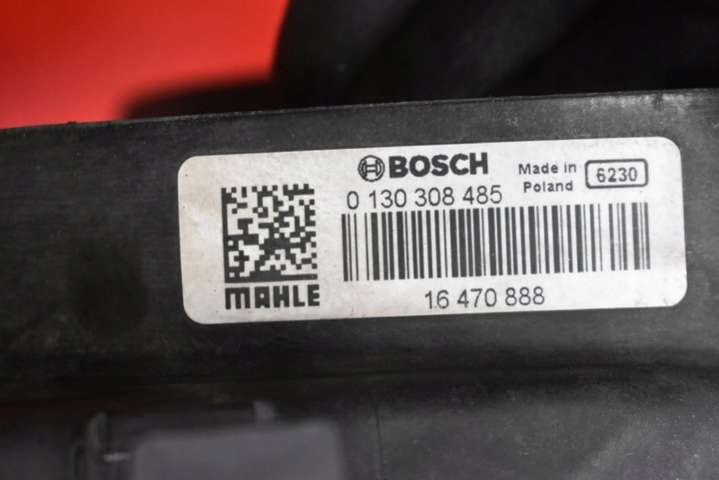 BOSCH
Made in
Poland
6230
0 130 308 485
MAHLE
16 470 888